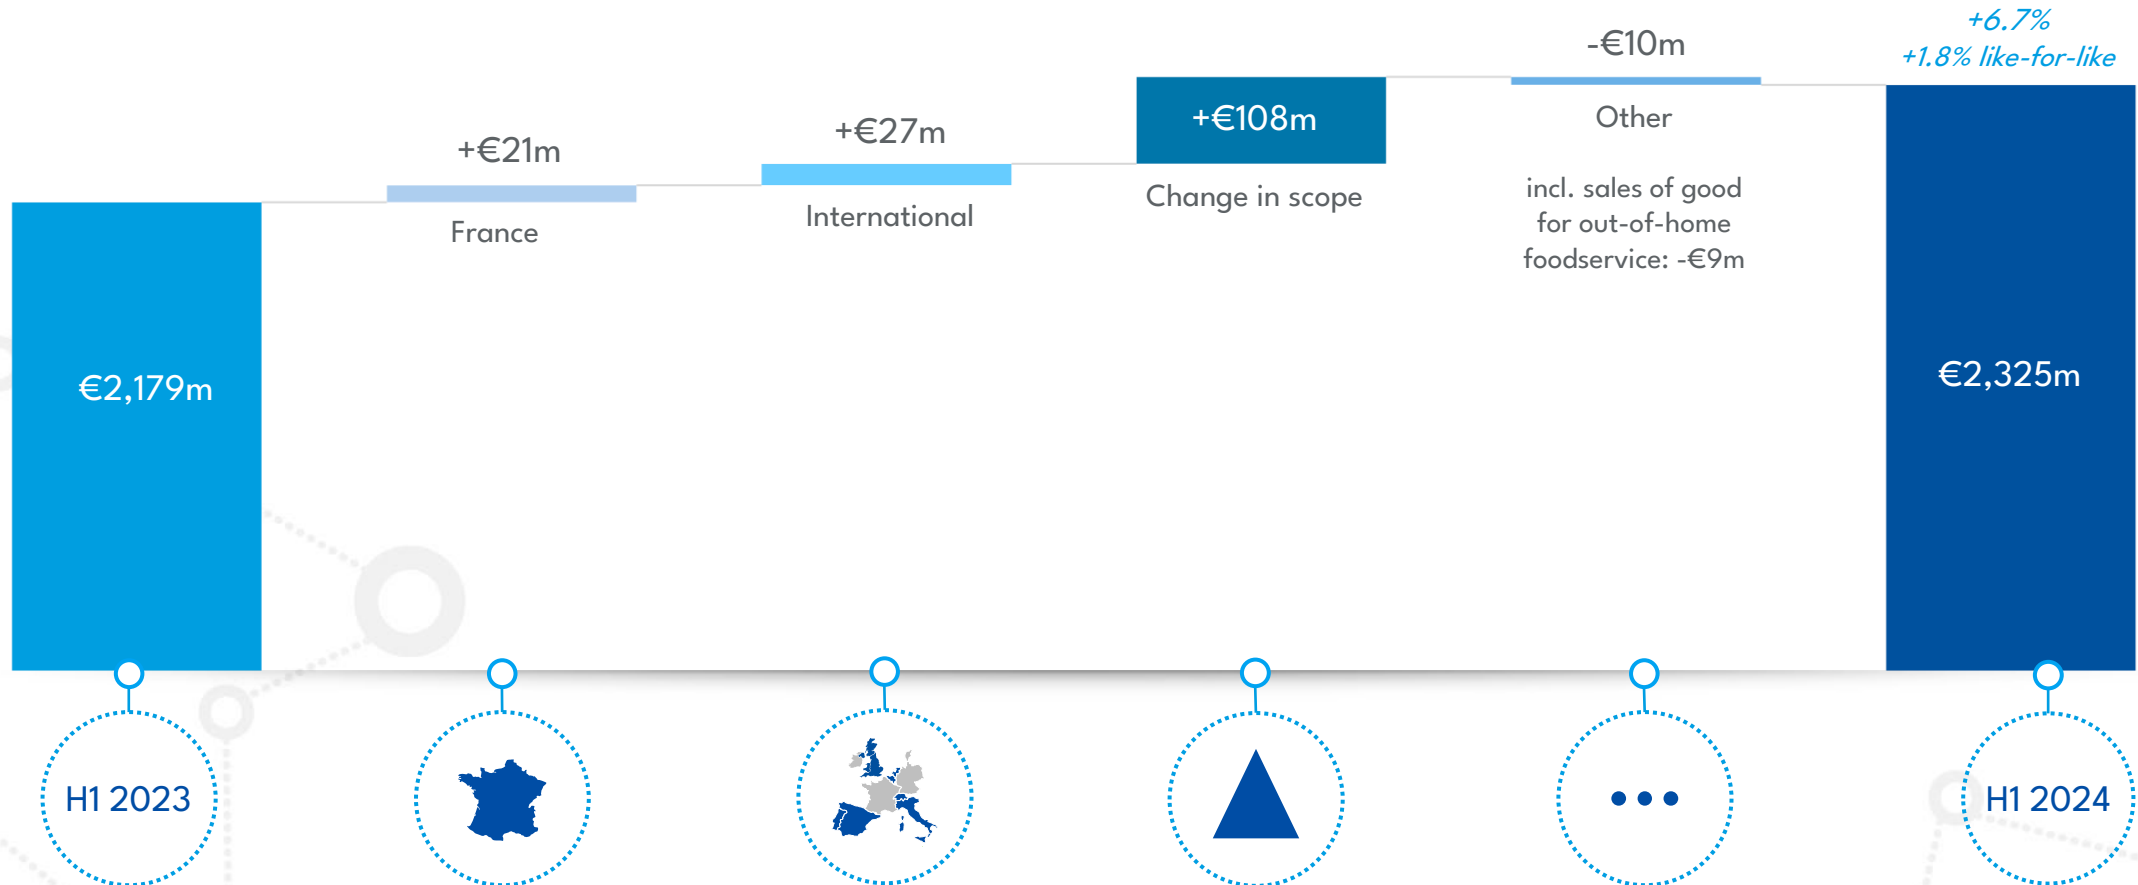 +6.7%
+1.8% like-for-like
-€10m
+€108m
Other
+€27m
+€21m
incl. sales of good
for out-of-home
foodservice: -€9m
Change in scope
International
France
€2,179m
€2,325m
H1 2023
H1 2024